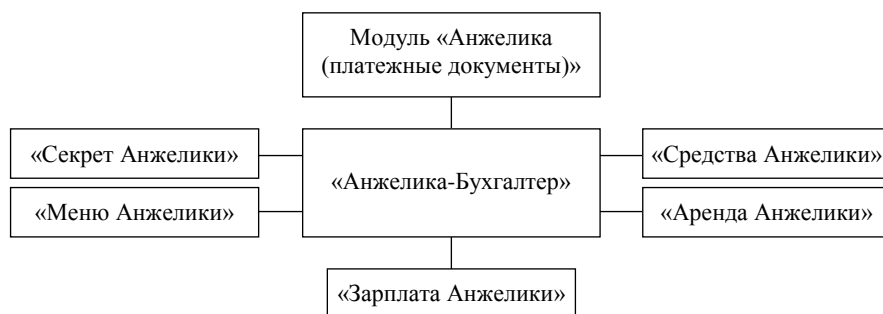 Модуль «Анжелика
(платежные документы)»
«Секрет Анжелики»
«Средства Анжелики»
«Анжелика-Бухгалтер»
«Меню Анжелики»
«Аренда Анжелики»
«Зарплата Анжелики»